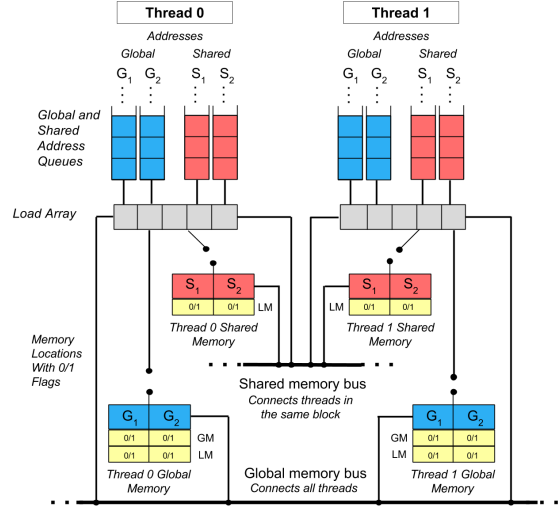 Thread 0
Thread 1
Addresses
Addresses
Global Shared
Global Shared
G1 G2 S1 S2
G1 G2 S1 S2
Global and
Shared
Address
Queues
Load Array
S1 S2
0/1 0/1 LM
Thread 0 Shared
Memory
S1 S2
LM 0/1 0/1
Thread 1 Shared
Memory
Memory
Locations
With 0/1
Flags
Shared memory bus
Connects threads in
the same block
G1 G2
0/1 0/1 GM
0/1 0/1 LM
Thread 0 Global
Memory
G1 G2
GM 0/1 0/1
LM 0/1 0/1
Thread 1 Global
Memory
Global memory bus
Connects all threads